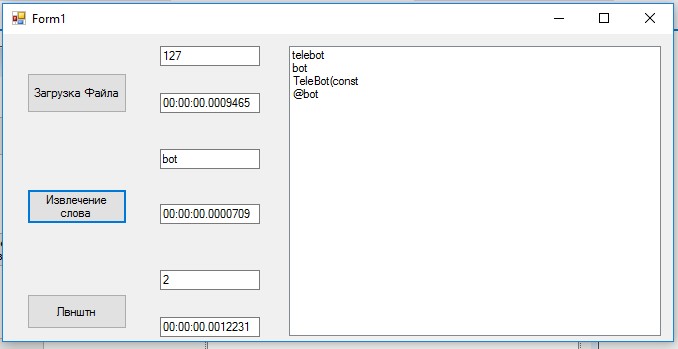 Form1
127
Загрузка Файла
00:00:00.0009465
bot
Извлечение
слова
00:00:00.0000709
2
Лвнштн
00:00:00.0012231
telebot
bot
TeleBot(const
@bot